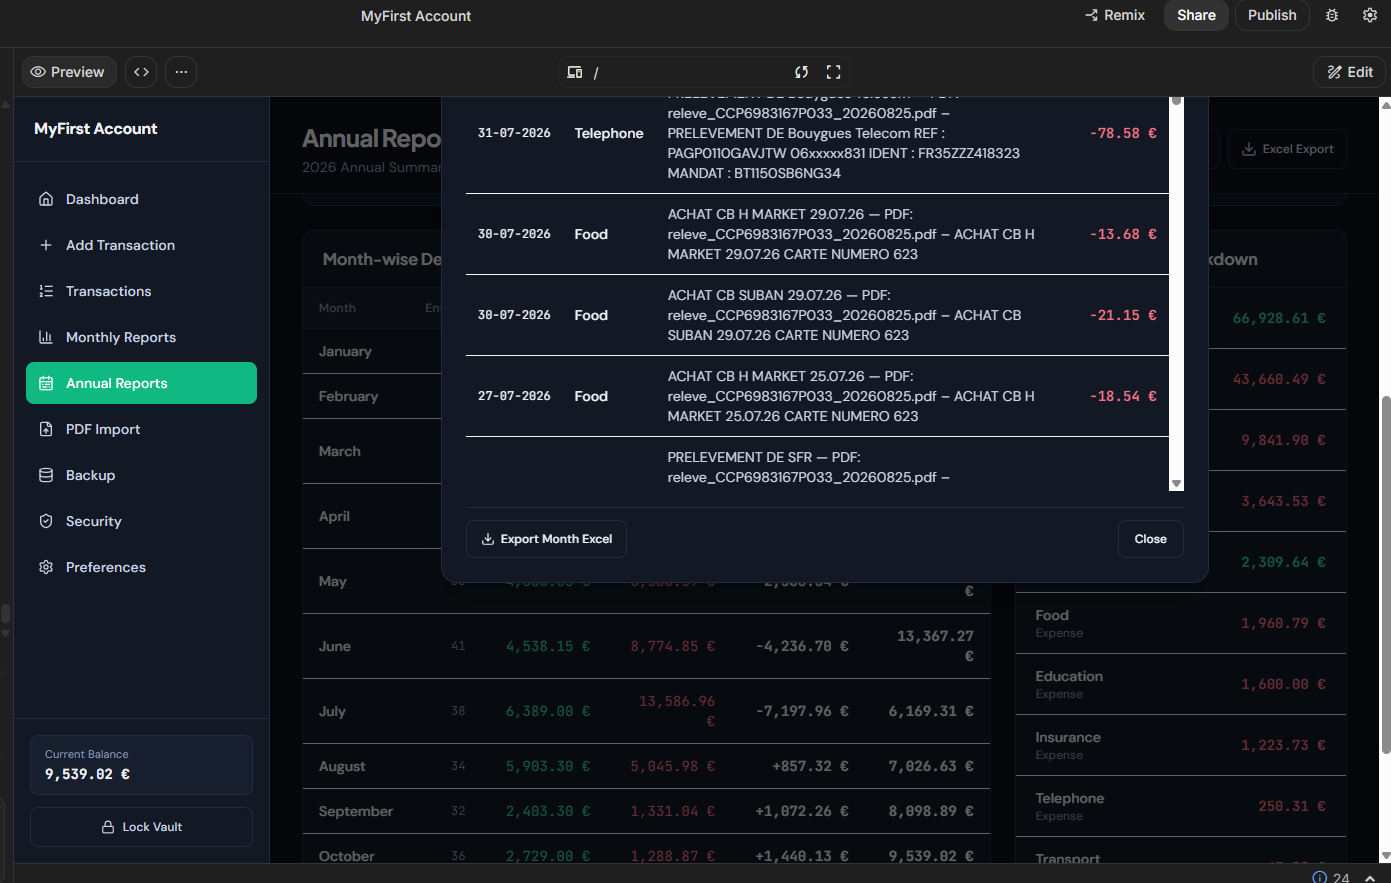 MyFirst Account
Remix
Share
Publish
Preview
/
Edit
MyFirst Account
Dashboard
Add Transaction
Transactions
Monthly Reports
Annual Reports
PDF Import
Backup
Security
Preferences
Current Balance
9,539.02 €
Lock Vault
Annual Repo
2026 Annual Summar
Excel Export
releve_CCP6983167P033_20260825.pdf –
31-07-2026 Telephone PRELEVEMENT DE Bouygues Telecom REF : -78.58 €
PAGP0110GAVJTW 06xxxxx831 IDENT : FR35ZZZ418323
MANDAT : BT1150SB6NG34
ACHAT CB H MARKET 29.07.26 — PDF:
30-07-2026 Food releve_CCP6983167P033_20260825.pdf – ACHAT CB H -13.68 €
MARKET 29.07.26 CARTE NUMERO 623
ACHAT CB SUBAN 29.07.26 — PDF:
30-07-2026 Food releve_CCP6983167P033_20260825.pdf – ACHAT CB -21.15 €
SUBAN 29.07.26 CARTE NUMERO 623
ACHAT CB H MARKET 25.07.26 — PDF:
27-07-2026 Food releve_CCP6983167P033_20260825.pdf – ACHAT CB H -18.54 €
MARKET 25.07.26 CARTE NUMERO 623
PRELEVEMENT DE SFR — PDF:
releve_CCP6983167P033_20260825.pdf –
Export Month Excel
Close
Month-wise De
Month En
January
February
March
April
May
€
June 41 4,538.15 € 8,774.85 € -4,236.70 € 13,367.27
€
July 38 6,389.00 € 13,586.96 -7,197.96 € 6,169.31 €
€
August 34 5,903.30 € 5,045.98 € +857.32 € 7,026.63 €
September 32 2,403.30 € 1,331.04 € +1,072.26 € 8,098.89 €
October 36 2,729.00 € 1,288.87 € +1,440.13 € 9,539.02 €
kdown
66,928.61 €
43,660.49 €
9,841.90 €
3,643.53 €
2,309.64 €
Food 1,960.79 €
Expense
Education 1,600.00 €
Expense
Insurance 1,223.73 €
Expense
Telephone 250.31 €
Expense
Transport
24